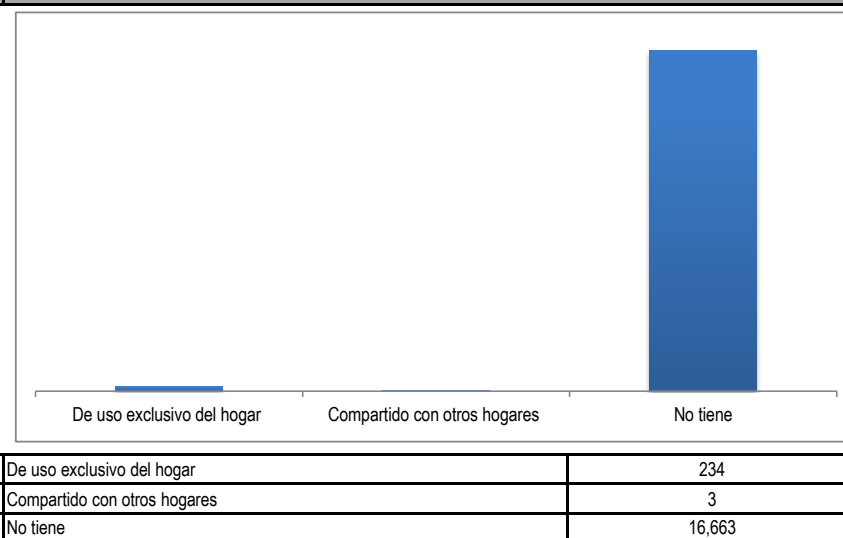 De uso exclusivo del hogar
Compartido con otros hogares
No tiene
De uso exclusivo del hogar 234
Compartido con otros hogares 3
No tiene 16,663